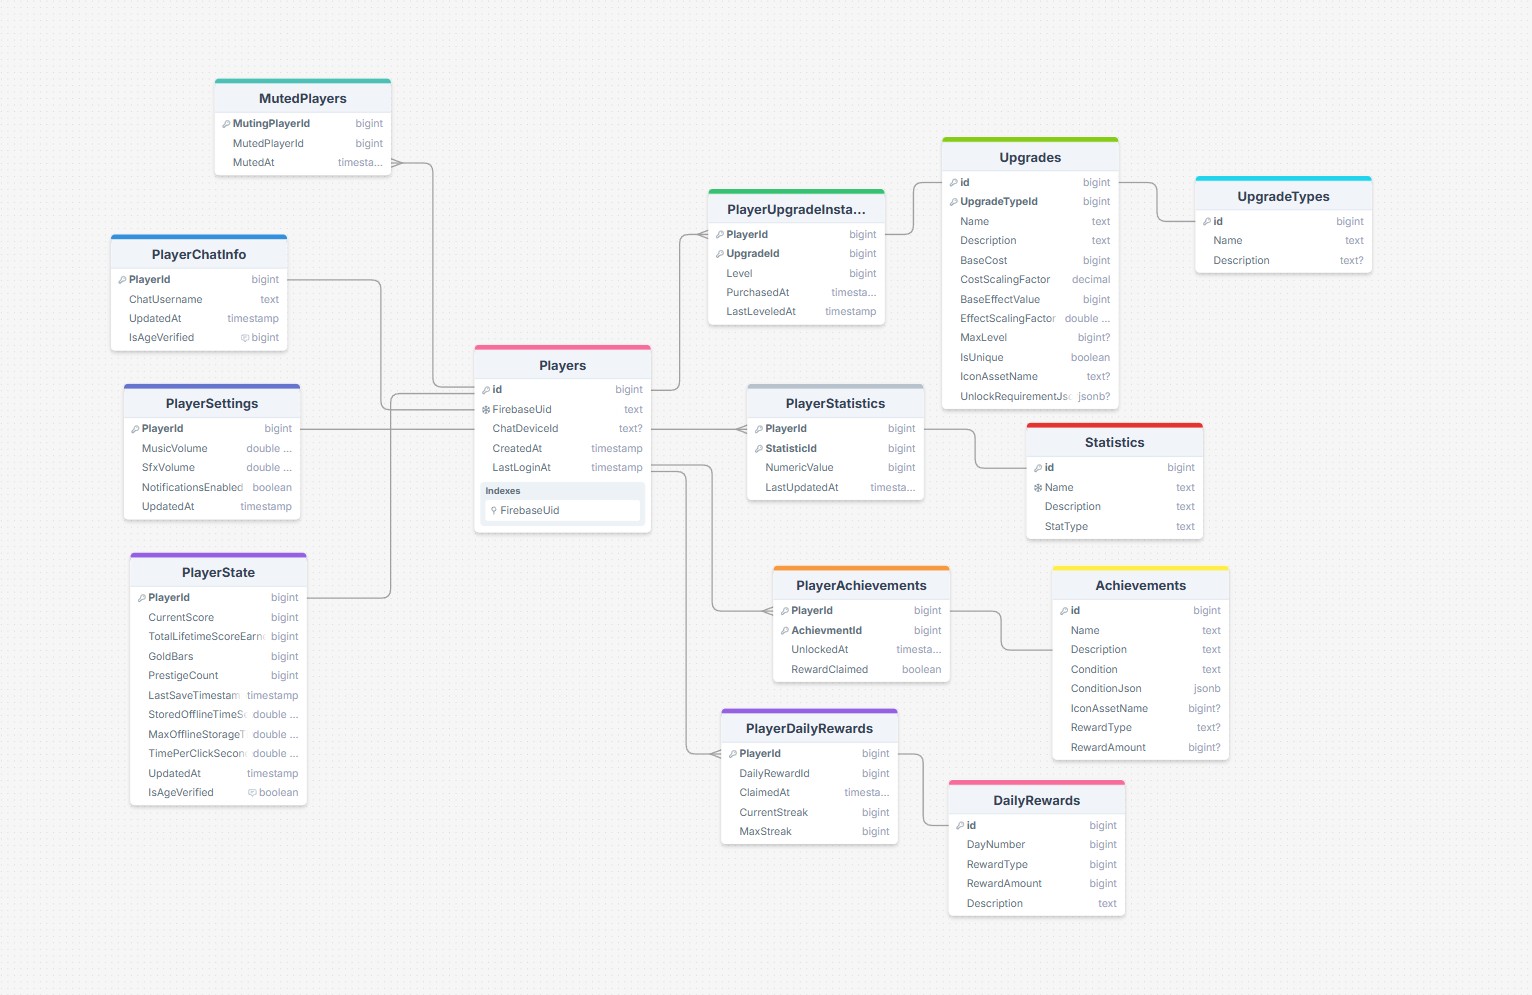 MutedPlayers
MutingPlayerId bigint
MutedPlayerId bigint
MutedAt timesta...
PlayerChatInfo
PlayerId bigint
ChatUsername text
UpdatedAt timestamp
IsAgeVerified bigint
PlayerSettings
PlayerId bigint
MusicVolume double ...
SfxVolume double ...
NotificationsEnabled boolean
UpdatedAt timestamp
PlayerState
PlayerId bigint
CurrentScore bigint
TotalLifetimeScoreEarn bigint
GoldBars bigint
PrestigeCount bigint
LastSaveTimestam timestamp
StoredOfflineTimeS double ...
MaxOfflineStorageT double ...
TimePerClickSecon double ...
UpdatedAt timestamp
IsAgeVerified boolean
Players
id bigint
FirebaseUid text
ChatDeviceId text?
CreatedAt timestamp
LastLoginAt timestamp
Indexes
FirebaseUid
PlayerUpgradeInsta...
PlayerId bigint
UpgradeId bigint
Level bigint
PurchasedAt timesta...
LastLeveledAt timestamp
Upgrades
id bigint
UpgradeTypeId bigint
Name text
Description text
BaseCost bigint
CostScalingFactor decimal
BaseEffectValue bigint
EffectScalingFactor double ...
MaxLevel bigint?
IsUnique boolean
IconAssetName text?
UnlockRequirementJs jsonb?
UpgradeTypes
id bigint
Name text
Description text?
PlayerStatistics
PlayerId bigint
StatisticId bigint
NumericValue bigint
LastUpdatedAt timesta...
Statistics
id bigint
Name text
Description text
StatType text
PlayerAchievements
PlayerId bigint
AchievmentId bigint
UnlockedAt timesta...
RewardClaimed boolean
Achievements
id bigint
Name text
Description text
Condition text
ConditionJson jsonb
IconAssetName bigint?
RewardType text?
RewardAmount bigint?
PlayerDailyRewards
PlayerId bigint
DailyRewardId bigint
ClaimedAt timesta...
CurrentStreak bigint
MaxStreak bigint
DailyRewards
id bigint
DayNumber bigint
RewardType bigint
RewardAmount bigint
Description text